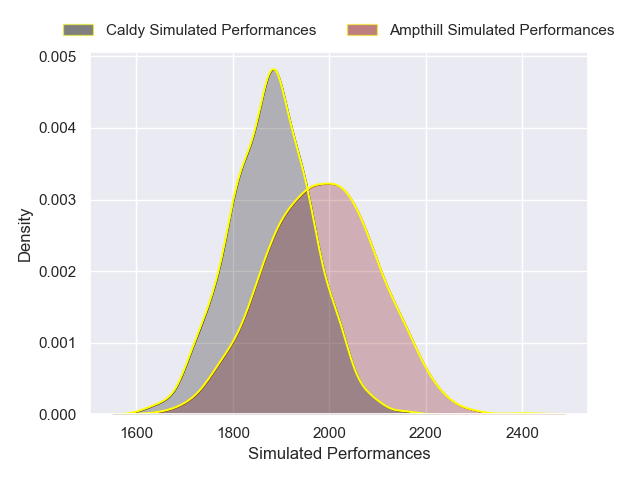 Caldy Simulated Performances Ampthill Simulated Performances
0.005
0.004
0.003
0.002
0.001
0.000
Density
1600 1800 2000 2200 2400
Simulated Performances